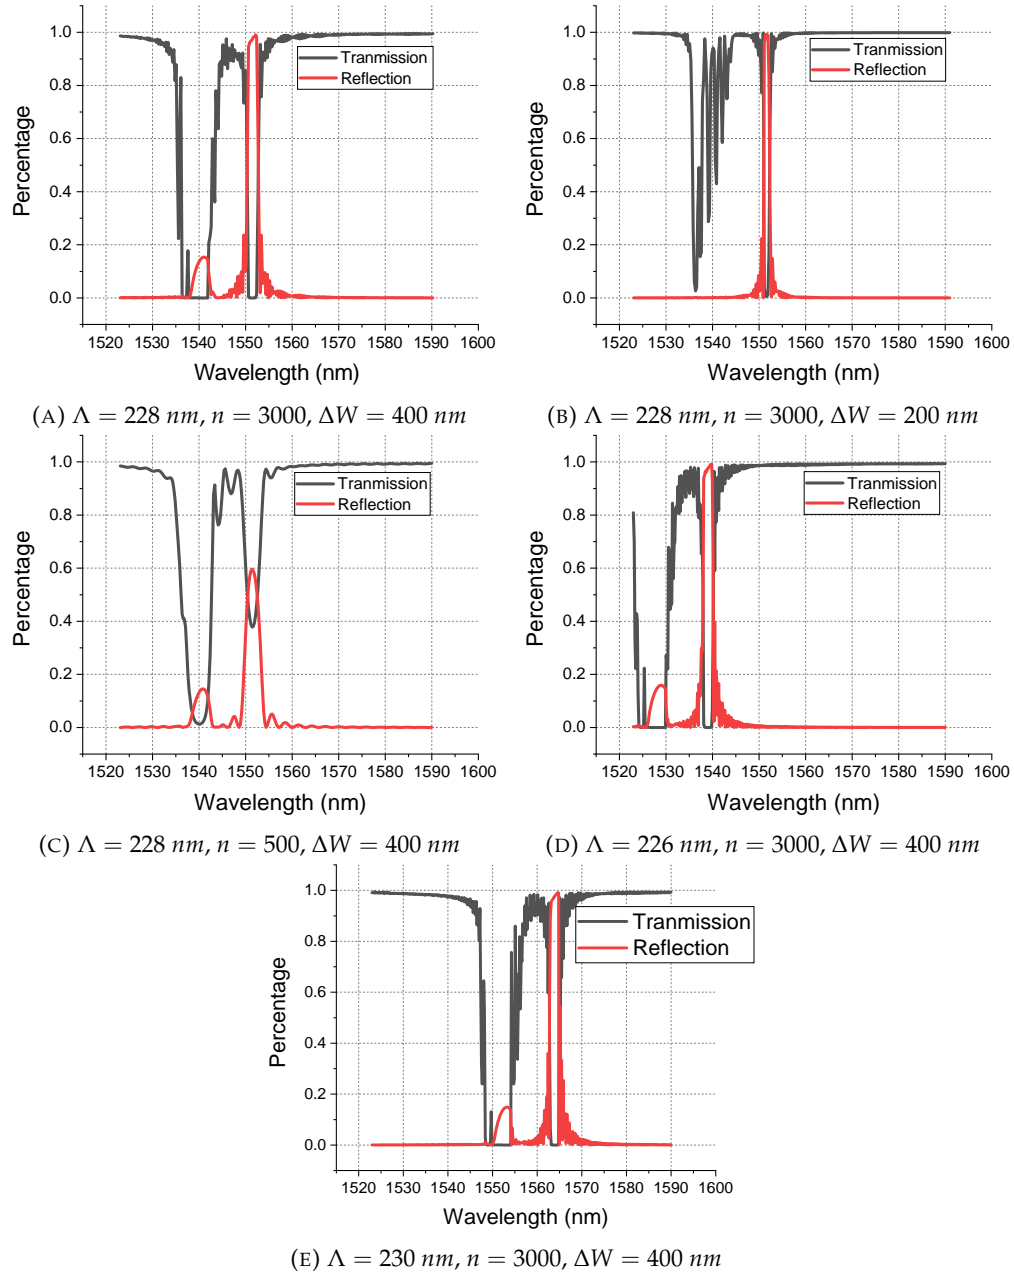 1.0
0.8
0.6
0.4
0.2
0.0
Percentage
Tranmission
Reflection
1520 1530 1540 1550 1560 1570 1580 1590 1600
Wavelength (nm)
(A) Λ = 228 nm, n = 3000, ΔW = 400 nm
1.0
0.8
0.6
0.4
0.2
0.0
Percentage
Tranmission
Reflection
1520 1530 1540 1550 1560 1570 1580 1590 1600
Wavelength (nm)
(B) Λ = 228 nm, n = 3000, ΔW = 200 nm
1.0
0.8
0.6
0.4
0.2
0.0
Percentage
Tranmission
Reflection
1520 1530 1540 1550 1560 1570 1580 1590 1600
Wavelength (nm)
(C) Λ = 228 nm, n = 500, ΔW = 400 nm
1.0
0.8
0.6
0.4
0.2
0.0
Percentage
Tranmission
Reflection
1520 1530 1540 1550 1560 1570 1580 1590 1600
Wavelength (nm)
(D) Λ = 226 nm, n = 3000, ΔW = 400 nm
1.0
0.8
0.6
0.4
0.2
0.0
Percentage
Tranmission
Reflection
1520 1530 1540 1550 1560 1570 1580 1590 1600
Wavelength (nm)
(E) Λ = 230 nm, n = 3000, ΔW = 400 nm